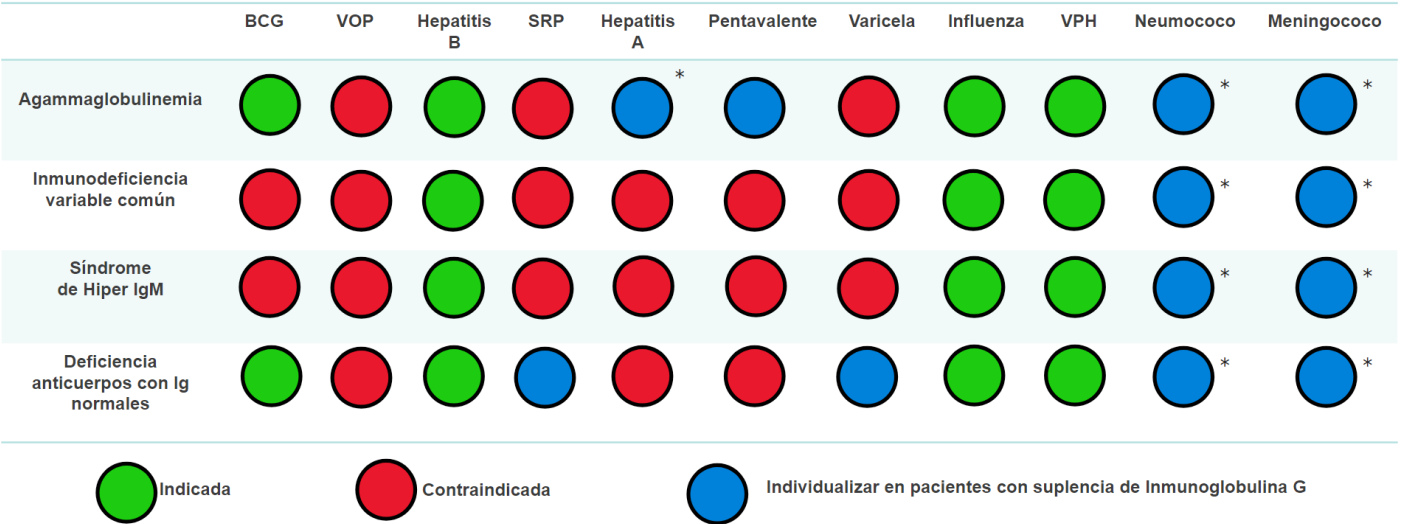 BCG VOP Hepatitis B SRP Hepatitis A Pentavalente Varicela Influenza VPH Neumococo Meningococo
Agammaglobulinemia * * *
Inmunodeficiencia
variable común * *
Síndrome
de Hiper IgM * *
Deficiencia
anticuerpos con Ig
normales * *
Indicada Contraindicada Individualizar en pacientes con suplencia de Inmunoglobulina G